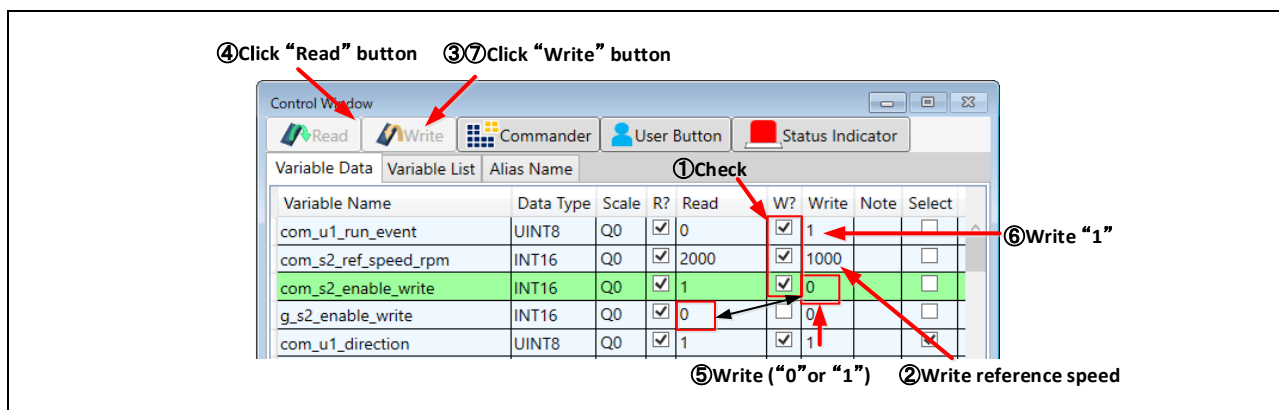 ④Click “Read” button ③⑦Click “Write” button
Control Window
Read Write Commander User Button Status Indicator
Variable Data Variable List Alias Name
①Check
Variable Name Data Type Scale R? Read W? Write Note Select
com_u1_run_event UINT8 Q0 0 1
⑥Write “1”
com_s2_ref_speed_rpm INT16 Q0 2000 1000
com_s2_enable_write INT16 Q0 1 0
g_s2_enable_write INT16 Q0 0 0
com_u1_direction UINT8 Q0 1 1
⑤Write (“0”or “1”) ②Write reference speed